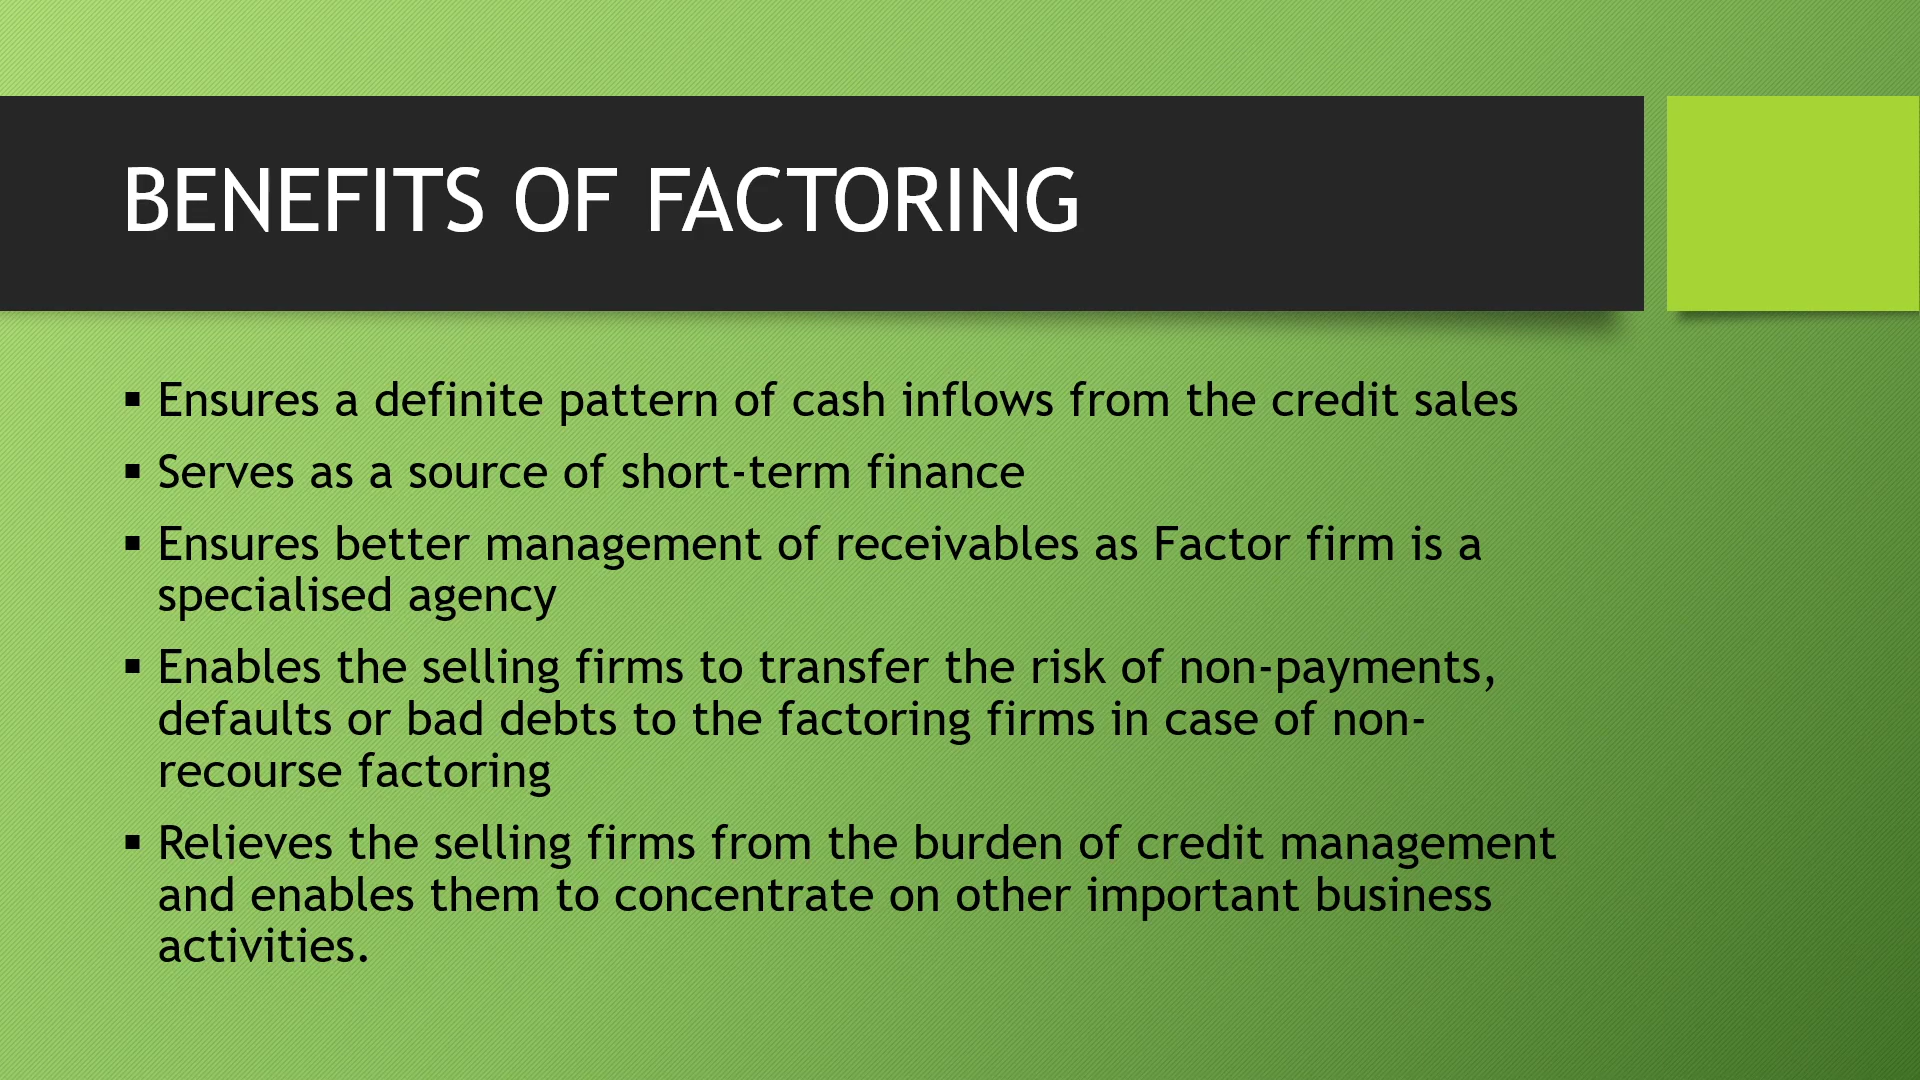 BENEFITS OF FACTORING
▪ Ensures a definite pattern of cash inflows from the credit sales
▪ Serves as a source of short-term finance
▪ Ensures better management of receivables as Factor firm is a
specialised agency
▪ Enables the selling firms to transfer the risk of non-payments,
defaults or bad debts to the factoring firms in case of non-
recourse factoring
▪ Relieves the selling firms from the burden of credit management
and enables them to concentrate on other important business
activities.